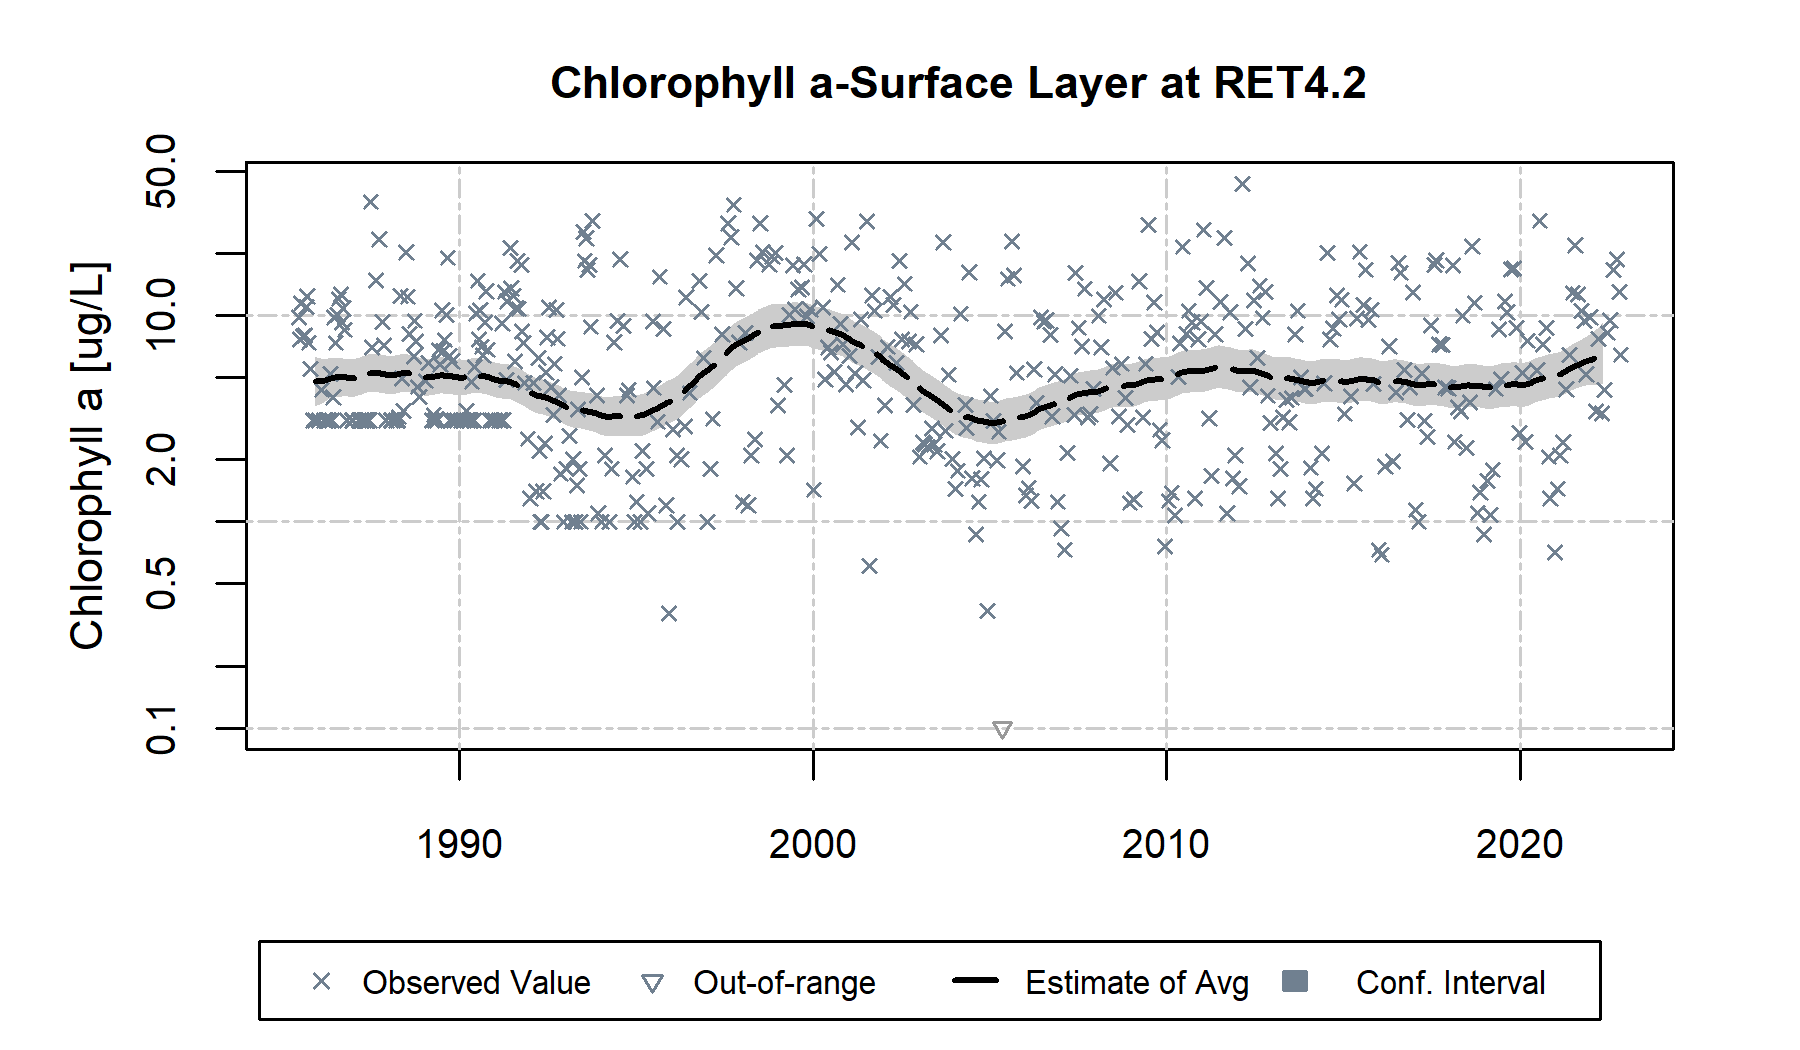 Chlorophyll a-Surface Layer at RET4.2
Chlorophyll a [ug/L]
50.0
10.0
2.0
0.5
0.1
1990 2000 2010 2020
Observed Value Out-of-range Estimate of Avg Conf. Interval